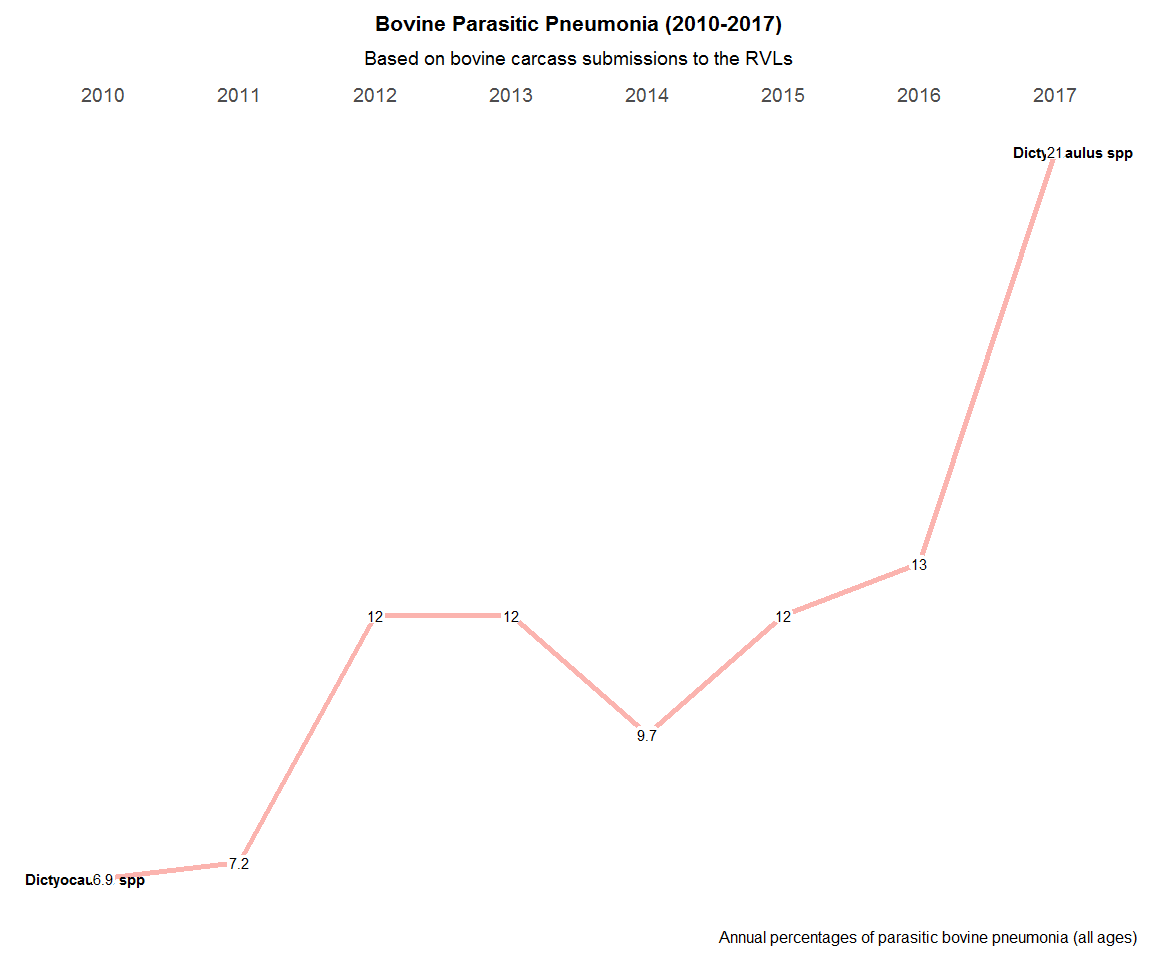 Bovine Parasitic Pneumonia (2010-2017)
Based on bovine carcass submissions to the RVLs
2010 2011 2012 2013 2014 2015 2016 2017
21 spp
13
12 12 12
9.7
7.2
6.9 spp
Annual percentages of parasitic bovine pneumonia (all ages)